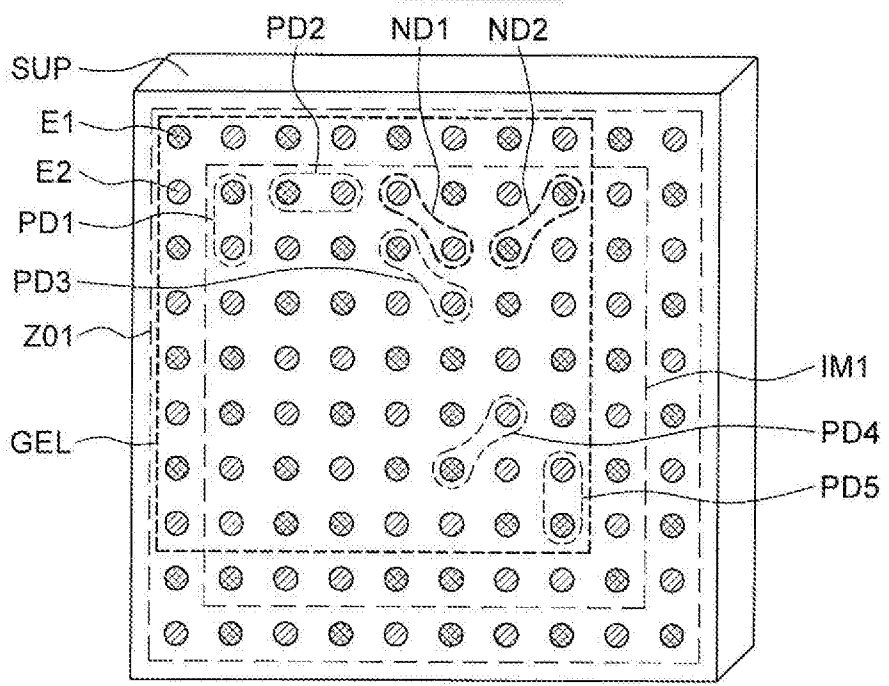 PD2 ND1 ND2
SUP
E1
E2
PD1
PD3
Z01
IM1
GEL
PD4
PD5